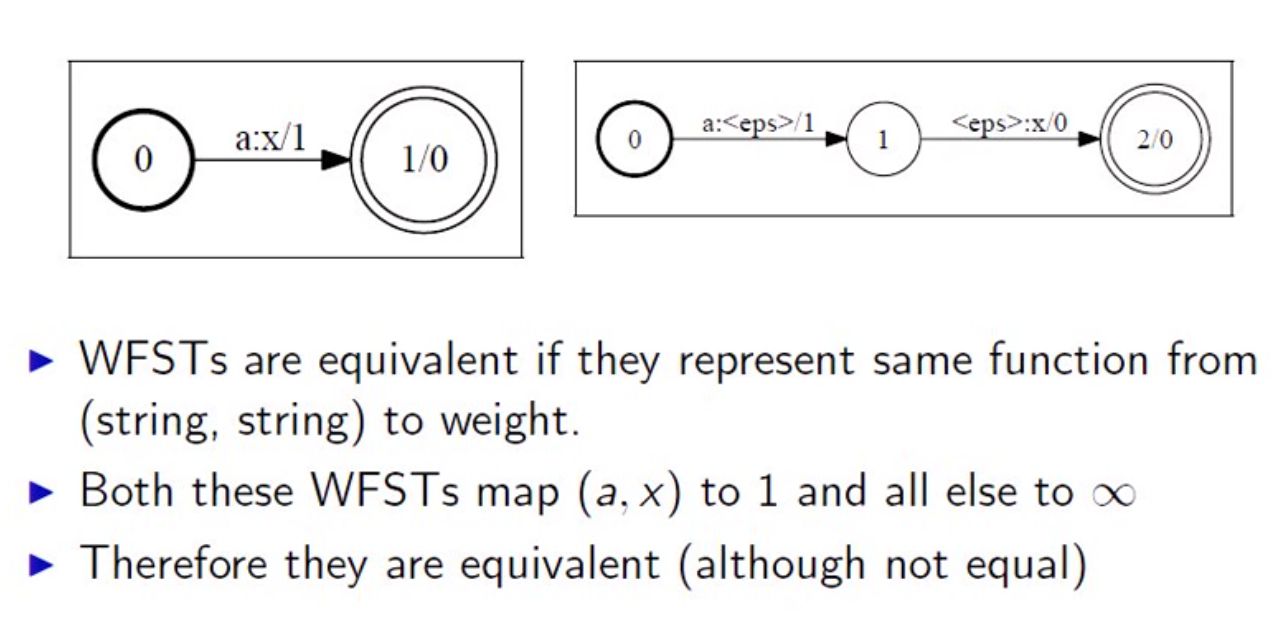 0
a:x/1
1/0
0
a:<eps>/1
1
<eps>:x/0
2/0
▶ WFSTs are equivalent if they represent same function from
(string, string) to weight.
▶ Both these WFSTs map (a, x) to 1 and all else to ∞
▶ Therefore they are equivalent (although not equal)